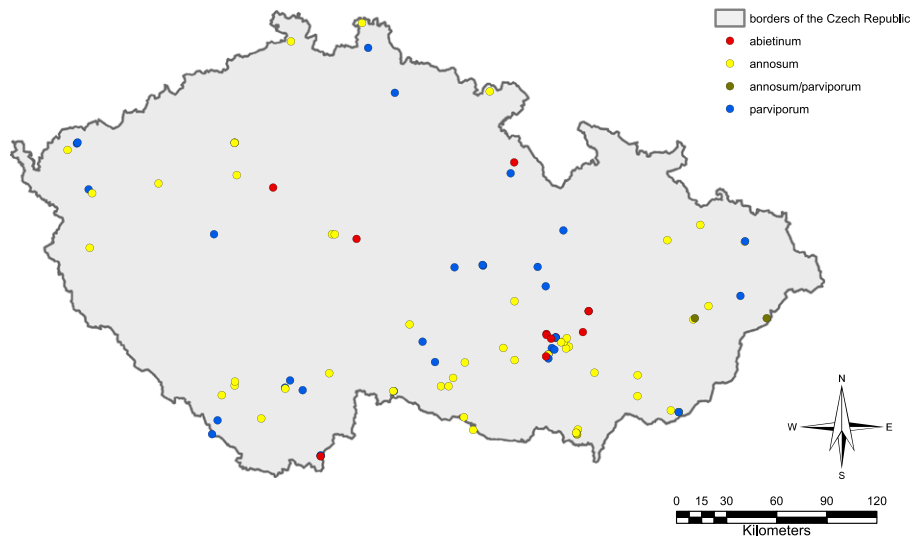 borders of the Czech Republic
abietinum
annosum
annosum/parviporum
parviporum
N
W E
S
0 15 30 60 90 120
Kilometers